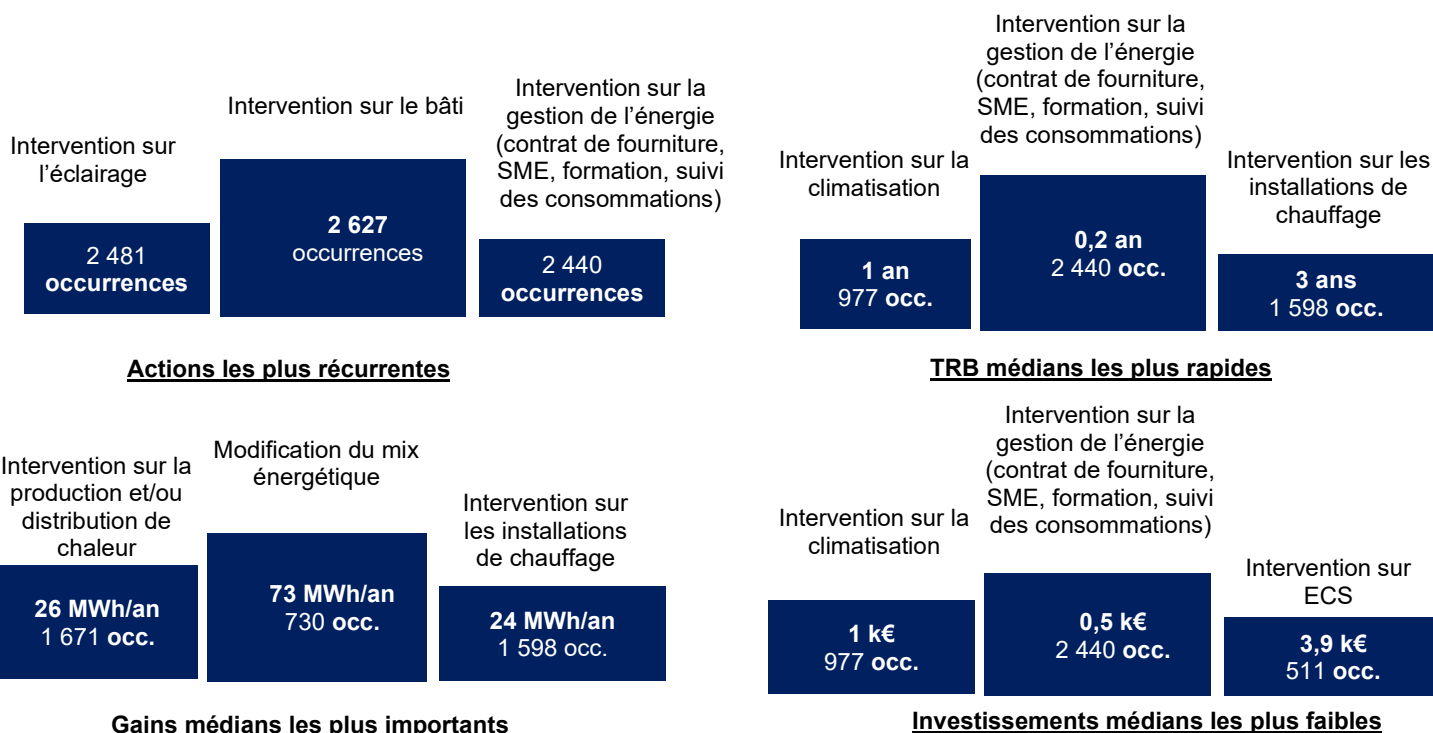 Intervention sur
l’éclairage
2 481
occurrences
Intervention sur le bâti
2 627
occurrences
Intervention sur la
gestion de l’énergie
(contrat de fourniture,
SME, formation, suivi
des consommations)
2 440
occurrences
Actions les plus récurrentes
Intervention sur la
climatisation
1 an
977 occ.
Intervention sur la
gestion de l’énergie
(contrat de fourniture,
SME, formation, suivi
des consommations)
0,2 an
2 440 occ.
Intervention sur les
installations de
chauffage
3 ans
1 598 occ.
TRB médians les plus rapides
Intervention sur la
production et/ou
distribution de
chaleur
26 MWh/an
1 671 occ.
Modification du mix
énergétique
73 MWh/an
730 occ.
Intervention sur
les installations
de chauffage
24 MWh/an
1 598 occ.
Gains médians les plus importants
Intervention sur la
climatisation
1 k€
977 occ.
Intervention sur la
gestion de l’énergie
(contrat de fourniture,
SME, formation, suivi
des consommations)
0,5 k€
2 440 occ.
Intervention sur
ECS
3,9 k€
511 occ.
Investissements médians les plus faibles